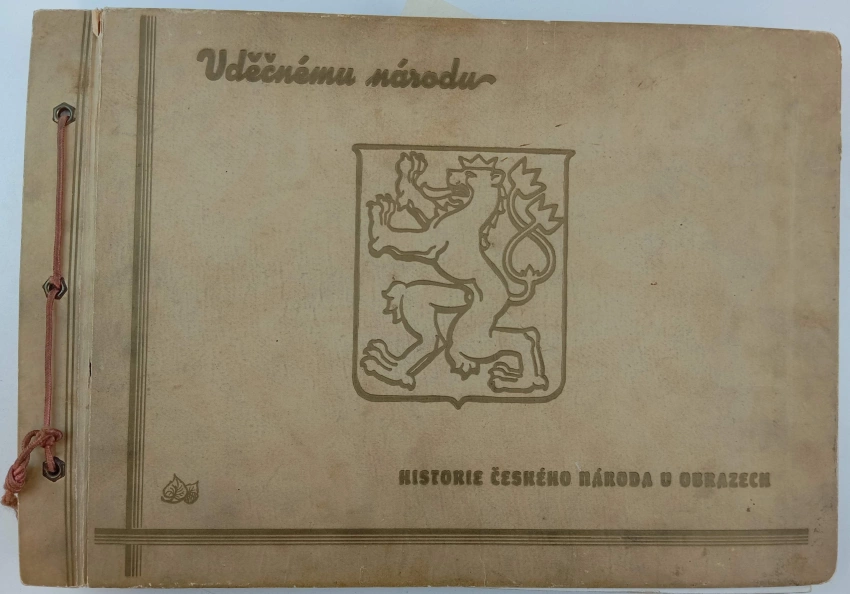 Vděčnému národu
HISTORIE ČESKÉHO NÁRODA V OBRAZECH